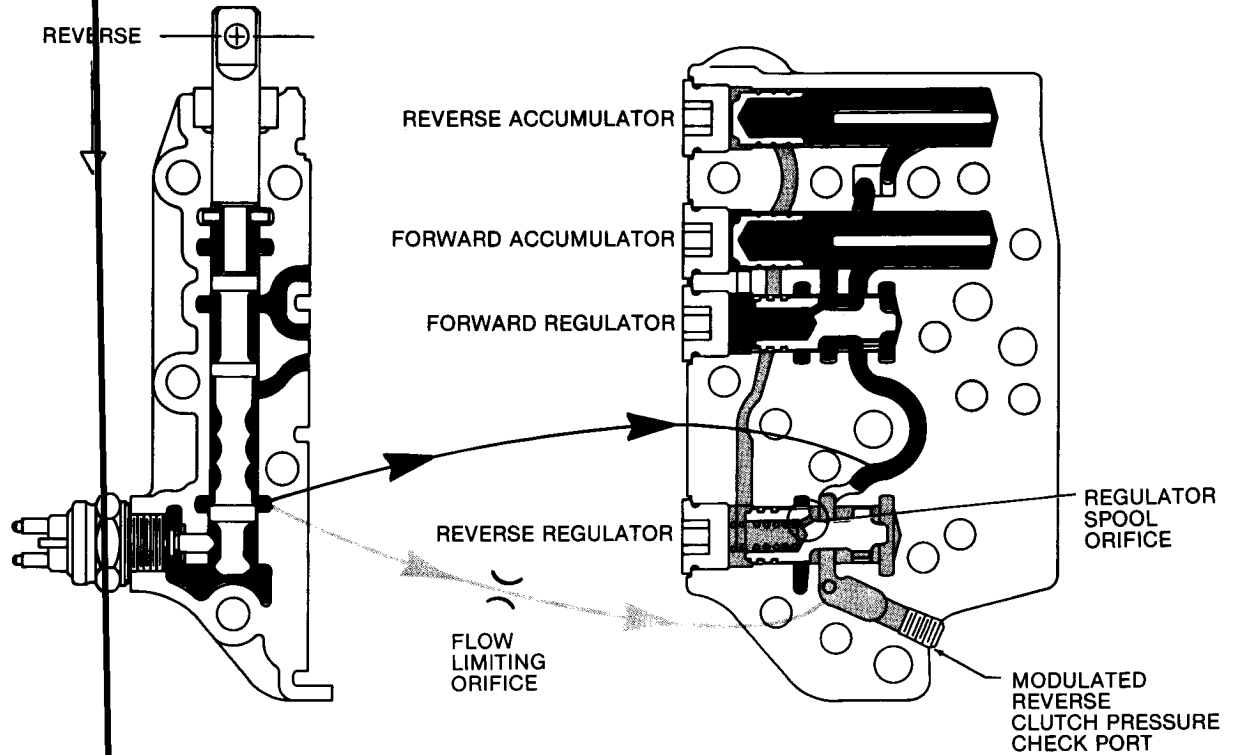 REVERSE
REVERSE ACCUMULATOR
FORWARD ACCUMULATOR
FORWARD REGULATOR
REVERSE REGULATOR
REGULATOR
SPOOL
ORIFICE
FLOW
LIMITING
ORIFICE
MODULATED
REVERSE
CLUTCH PRESSURE
CHECK PORT